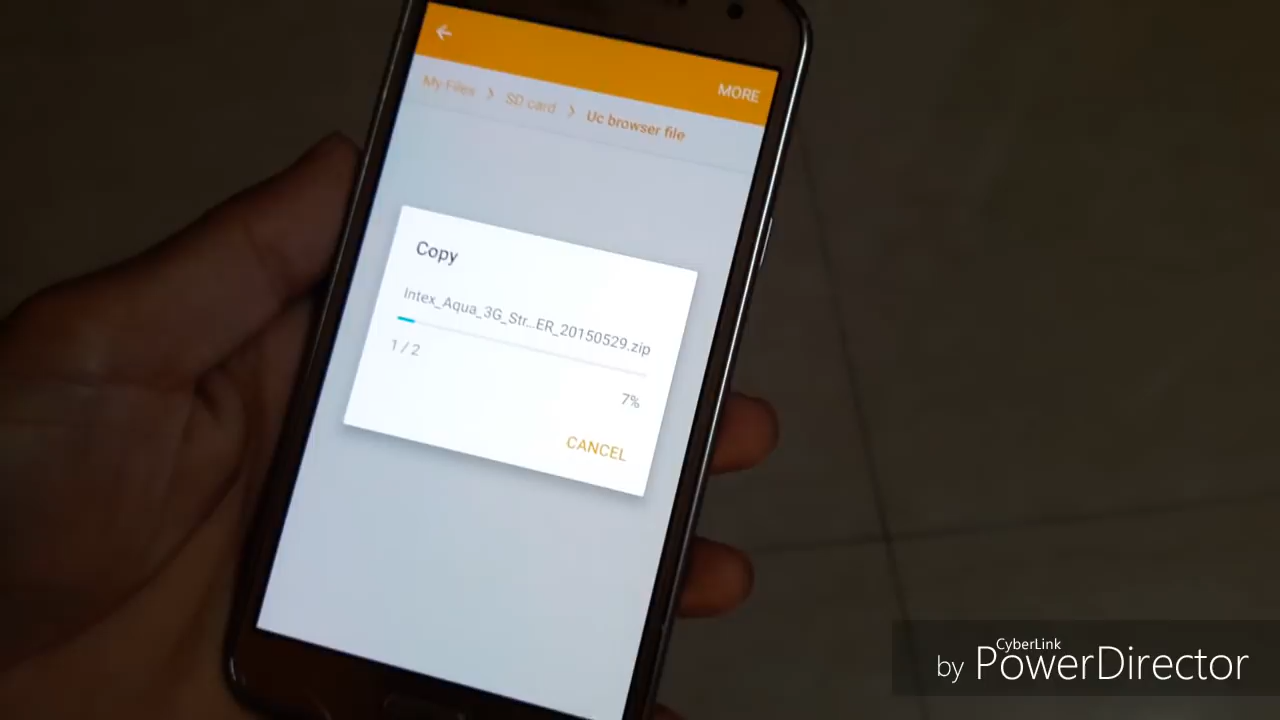 MORE
My Files > SD card > Uc browser file
Copy
Intex_Aqua_3G_Str...ER_20150529.zip
1 / 2
7%
CANCEL
CyberLink
by PowerDirector